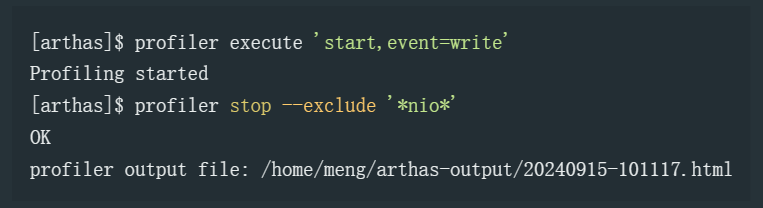 [arthas]$ profiler execute 'start,event=write'
Profiling started
[arthas]$ profiler stop --exclude '*nio*'
OK
profiler output file: /home/meng/arthas-output/20240915-101117.html